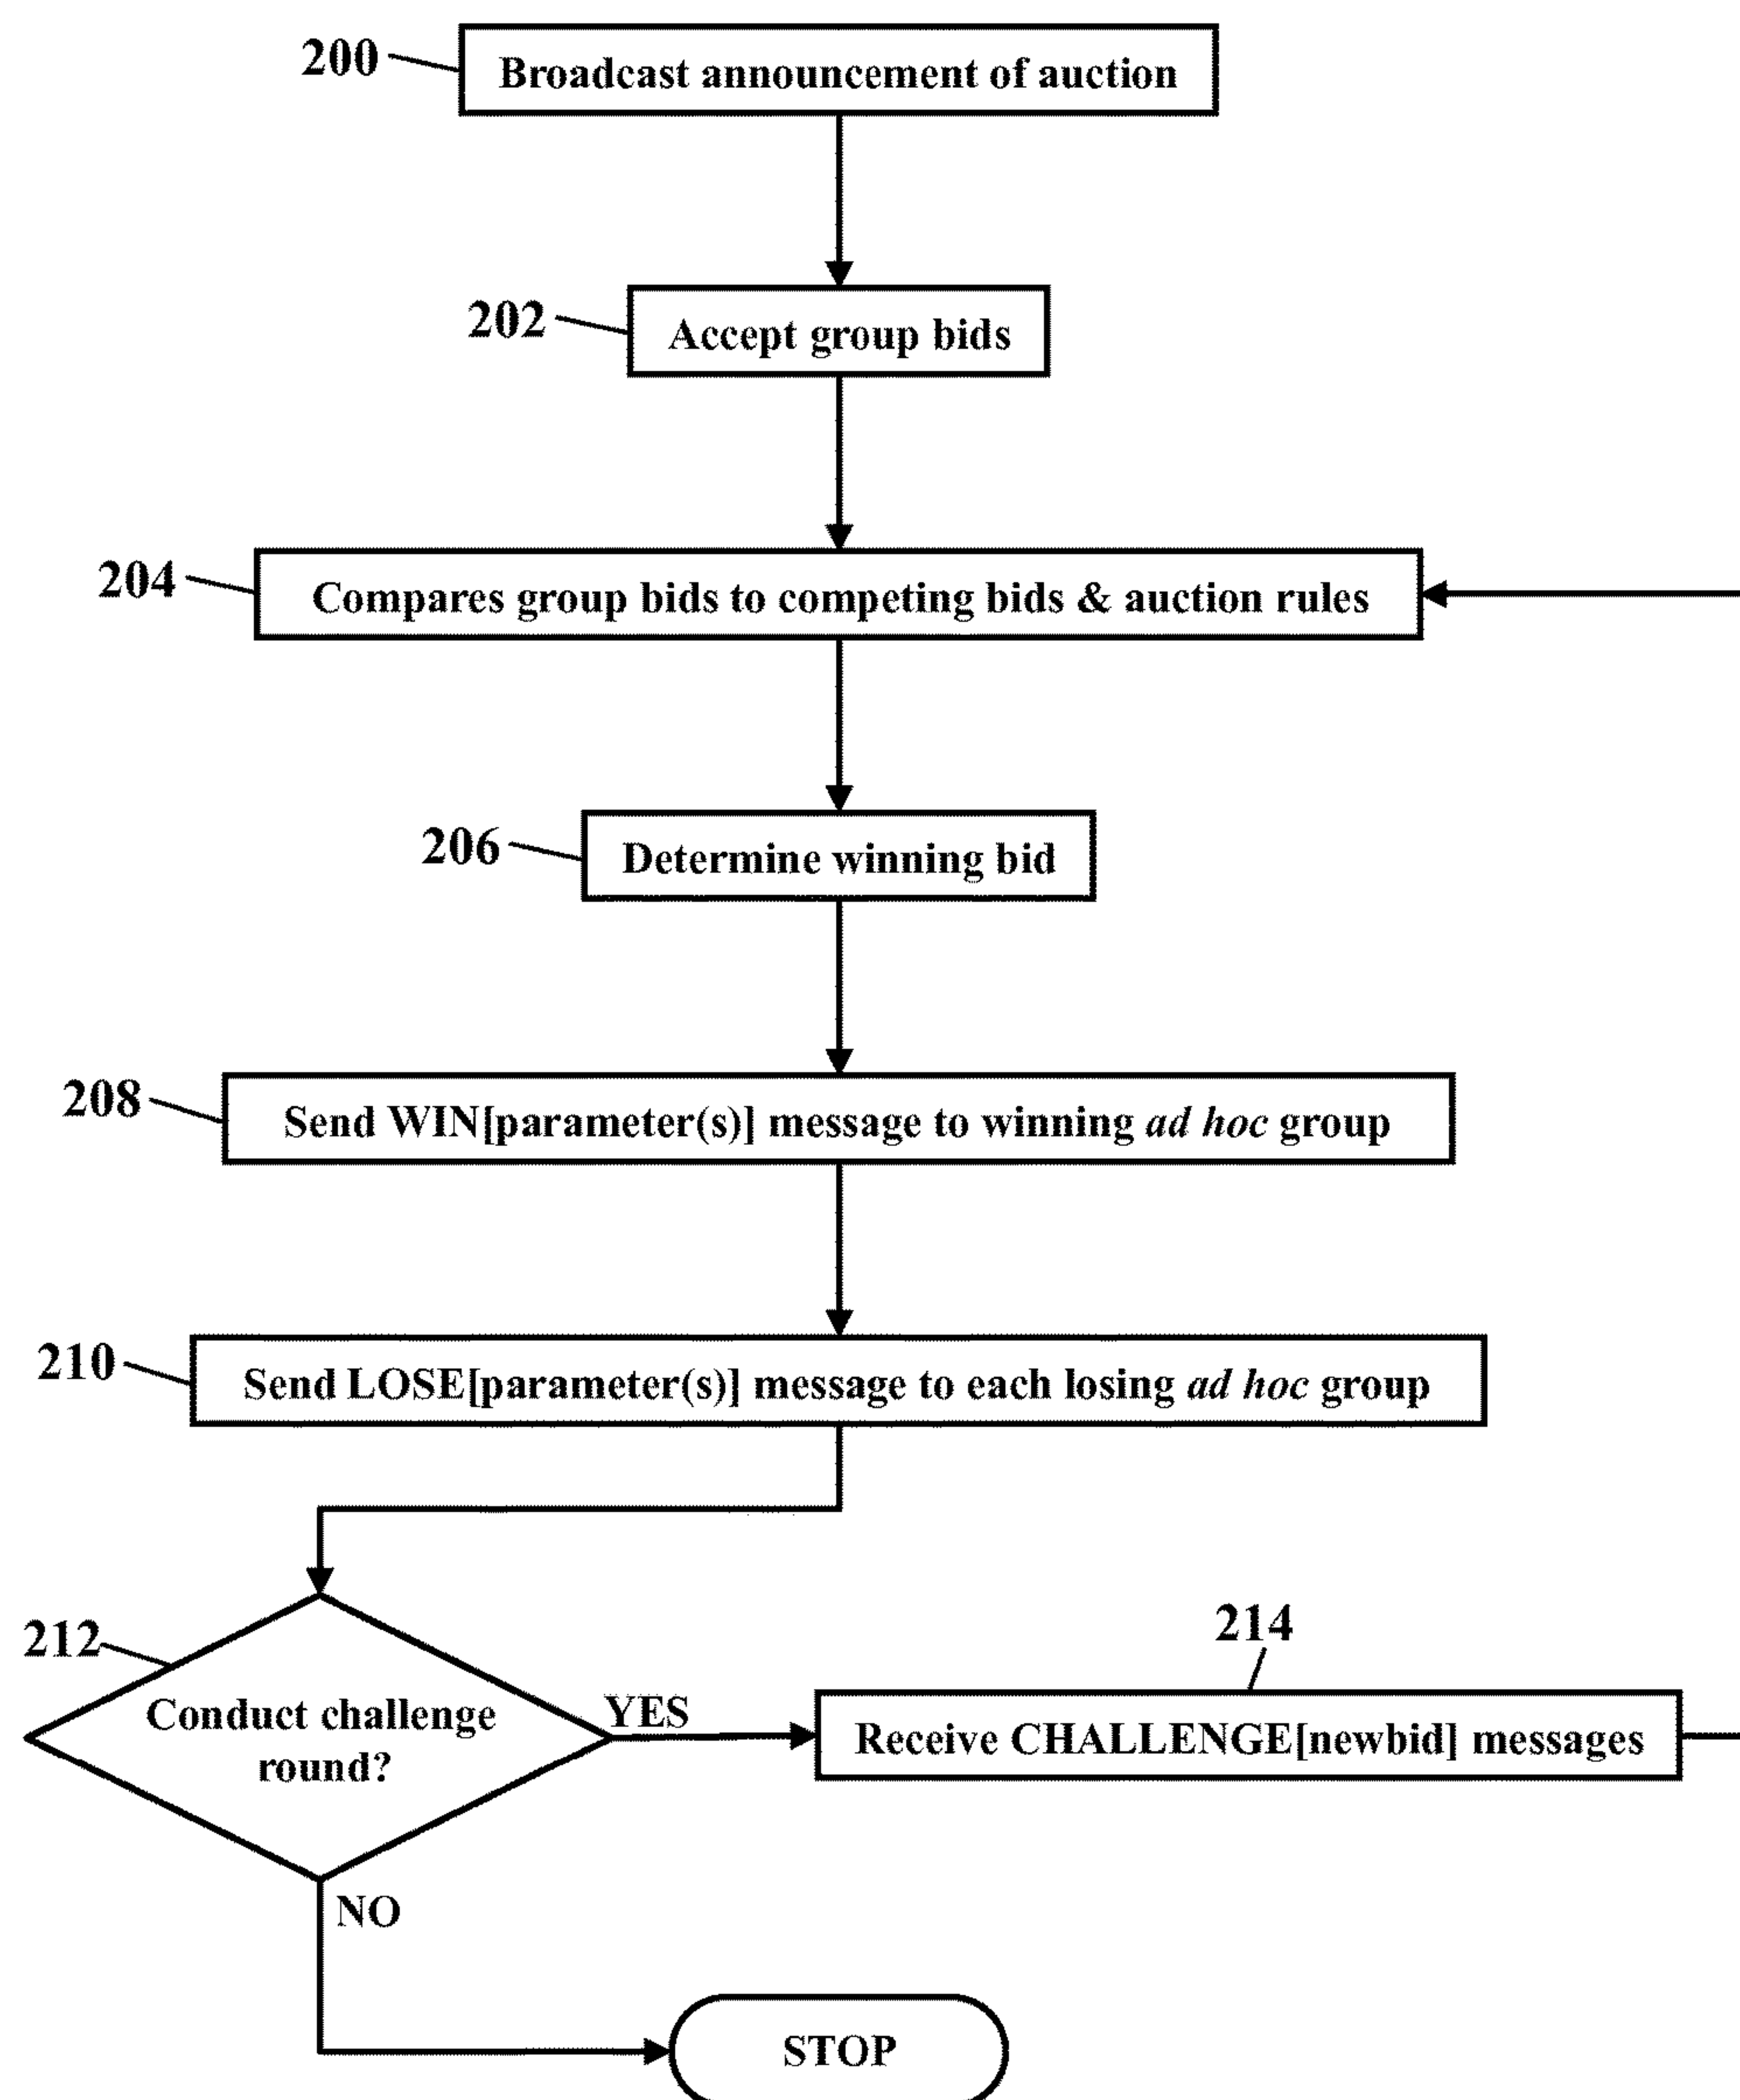 200
Broadcast announcement of auction
202
Accept group bids
204
Compares group bids to competing bids & auction rules
206
Determine winning bid
208
Send WIN[parameter(s)] message to winning ad hoc group
210
Send LOSE[parameter(s)] message to each losing ad hoc group
212
Conduct challenge
round?
YES
214
Receive CHALLENGE[newbid] messages
NO
STOP